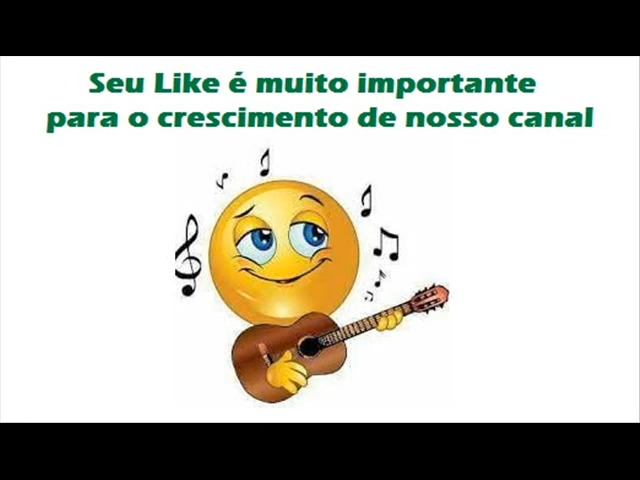 Seu Like é muito importante
para o crescimento de nosso canal